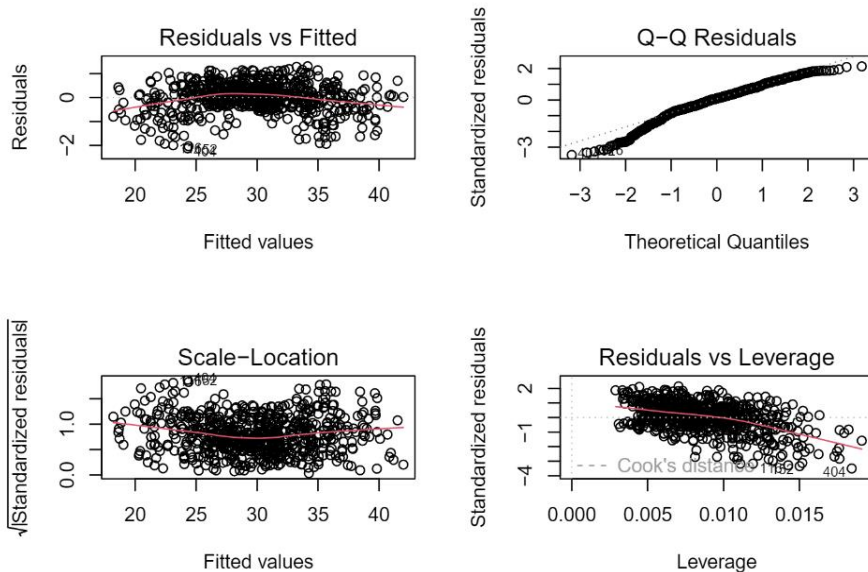 Residuals vs Fitted
Residuals
0
−2
20 25 30 35 40
Fitted values
Q−Q Residuals
Standardized residuals
2
0
−3
−3 −2 −1 0 1 2 3
Theoretical Quantiles
Scale−Location
√|Standardized residuals|
1.0
0.0
20 25 30 35 40
Fitted values
Residuals vs Leverage
Standardized residuals
2
−1
−4
Cook's distance
404
0.000 0.005 0.010 0.015
Leverage